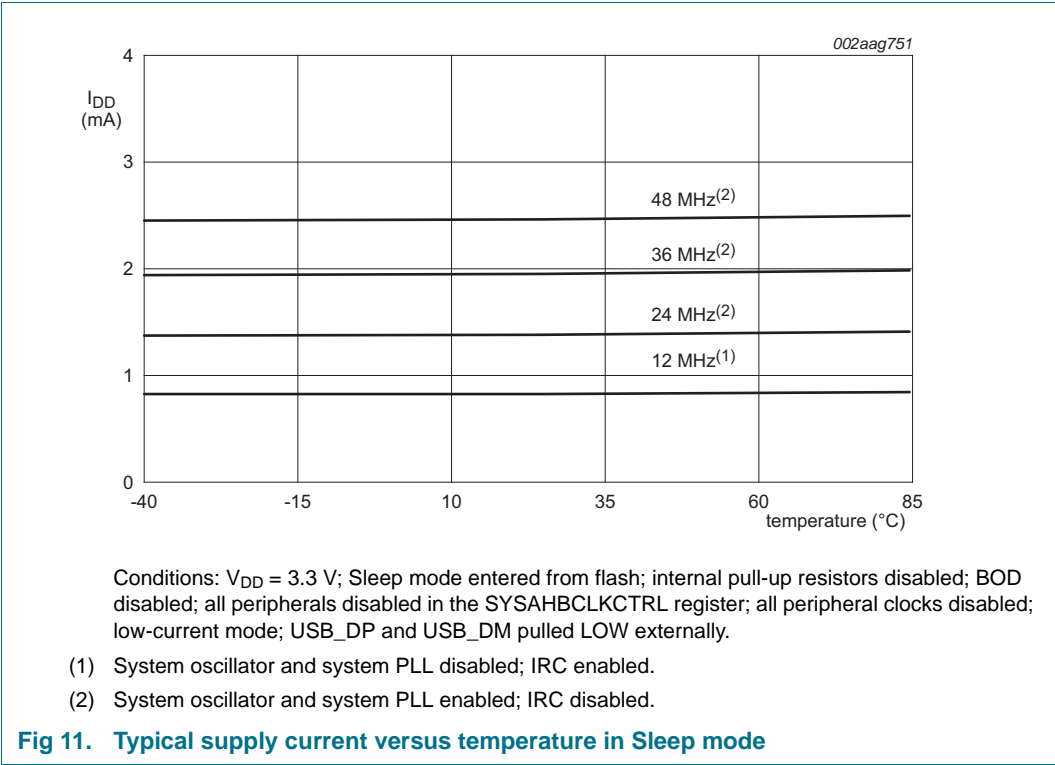 002aag751
4
I_DD
(mA)
3
48 MHz(2)
36 MHz(2)
2
24 MHz(2)
12 MHz(1)
1
0
-40 -15 10 35 60 85
temperature (°C)
Conditions: V_DD = 3.3 V; Sleep mode entered from flash; internal pull-up resistors disabled; BOD
disabled; all peripherals disabled in the SYSAHBCLKCTRL register; all peripheral clocks disabled;
low-current mode; USB_DP and USB_DM pulled LOW externally.
(1) System oscillator and system PLL disabled; IRC enabled.
(2) System oscillator and system PLL enabled; IRC disabled.
Fig 11. Typical supply current versus temperature in Sleep mode